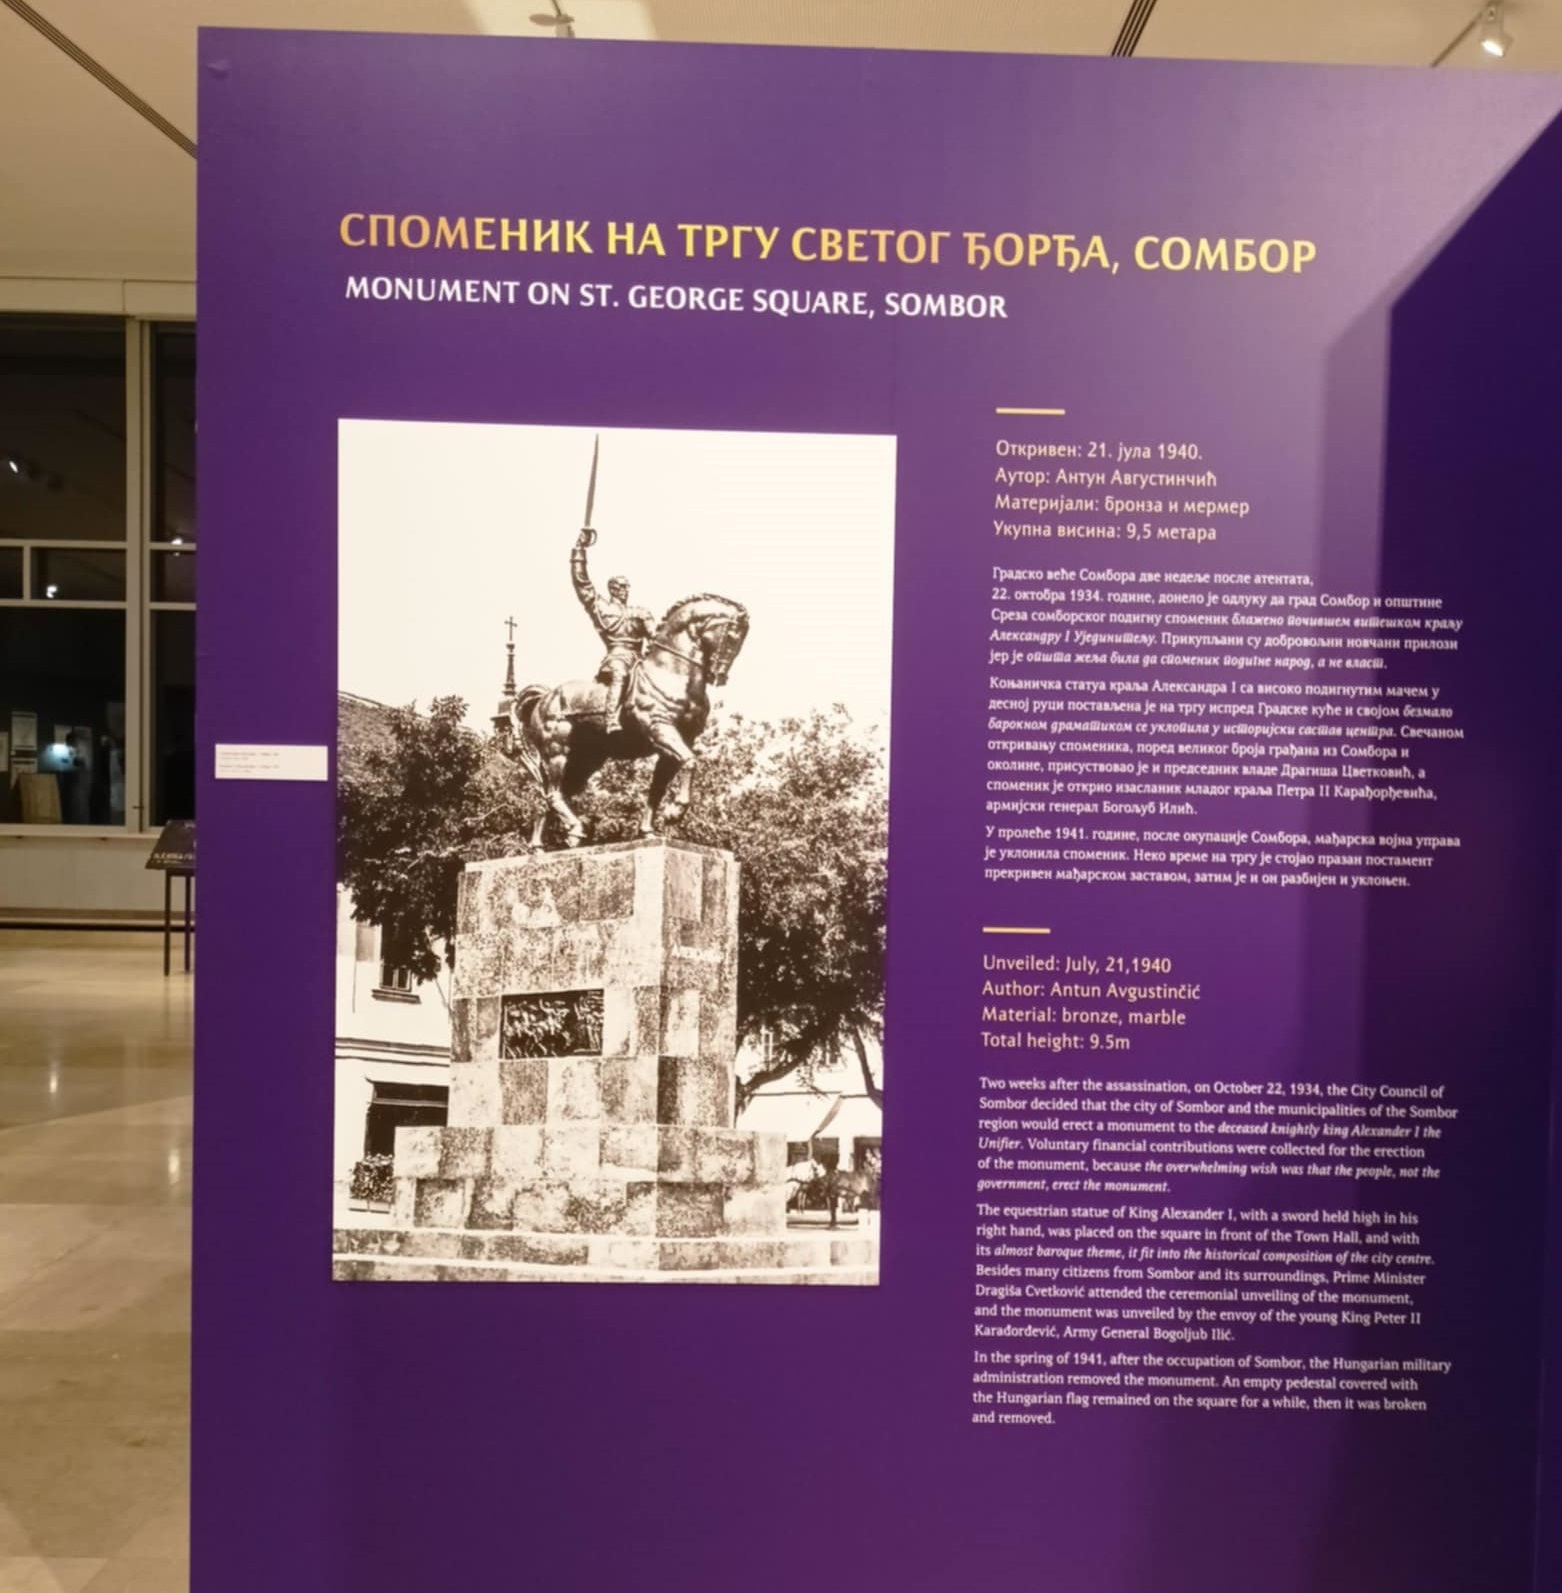 СПОМЕНИК НА ТРГУ СВЕТОГ ЂОРЂА, СОМБОР
MONUMENT ON ST. GEORGE SQUARE, SOMBOR
Откривен: 21. јула 1940.
Аутор: Антун Августинчић
Материјали: бронза и мермер
Укупна висина: 9,5 метара
Градско веће Сомбора две недеље после атентата,
22. октобра 1934. године, донело је одлуку да град Сомбор и општине
Среза сомборског подигну споменик блажено почившем витешком краљу
Александру I Ујединитељу. Прикупљани су добровољни новчани прилози
јер је општа жеља била да споменик подигне народ, а не власт.
Коњаничка статуа краља Александра I са високо подигнутим мачем у
десној руци постављена је на тргу испред Градске куће и својом безмало
барокном драматиком се уклопила у историјски састав центра. Свечаном
откривању споменика, поред великог броја грађана из Сомбора и
околине, присуствовао је и председник владе Драгиша Цветковић, а
споменик је открио изасланик младог краља Петра II Карађорђевића,
армијски генерал Богољуб Илић.
У пролеће 1941. године, после окупације Сомбора, мађарска војна управа
је уклонила споменик. Неко време на тргу је стојао празан постамент
прекривен мађарском заставом, затим је и он разбијен и уклоњен.
Unveiled: July, 21,1940
Author: Antun Avgustinčić
Material: bronze, marble
Total height: 9.5m
Two weeks after the assassination, on October 22, 1934, the City Council of
Sombor decided that the city of Sombor and the municipalities of the Sombor
region would erect a monument to the deceased knightly king Alexander I the
Unifier. Voluntary financial contributions were collected for the erection
of the monument, because the overwhelming wish was that the people, not the
government, erect the monument.
The equestrian statue of King Alexander I, with a sword held high in his
right hand, was placed on the square in front of the Town Hall, and with
its almost baroque theme, it fit into the historical composition of the city centre.
Besides many citizens from Sombor and its surroundings, Prime Minister
Dragiša Cvetković attended the ceremonial unveiling of the monument,
and the monument was unveiled by the envoy of the young King Peter II
Karađorđević, Army General Bogoljub Ilić.
In the spring of 1941, after the occupation of Sombor, the Hungarian military
administration removed the monument. An empty pedestal covered with
the Hungarian flag remained on the square for a while, then it was broken
and removed.